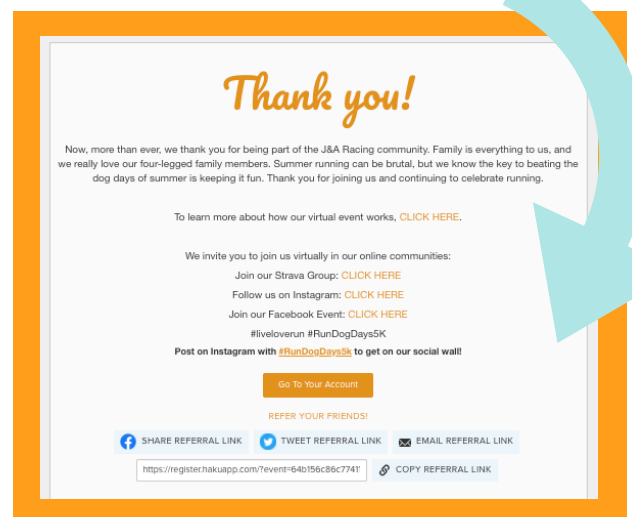 Thank you!
Now, more than ever, we thank you for being part of the J&A Racing community. Family is everything to us, and
we really love our four-legged family members. Summer running can be brutal, but we know the key to beating the
dog days of summer is keeping it fun. Thank you for joining us and continuing to celebrate running.
To learn more about how our virtual event works, CLICK HERE.
We invite you to join us virtually in our online communities:
Join our Strava Group: CLICK HERE
Follow us on Instagram: CLICK HERE
Join our Facebook Event: CLICK HERE
#liveloverun #RunDogDays5K
Post on Instagram with #RunDogDays5k to get on our social wall!
Go To Your Account
REFER YOUR FRIENDS!
SHARE REFERRAL LINK TWEET REFERRAL LINK EMAIL REFERRAL LINK
https://register.hakuapp.com/?event=64b156c86c7741 COPY REFERRAL LINK